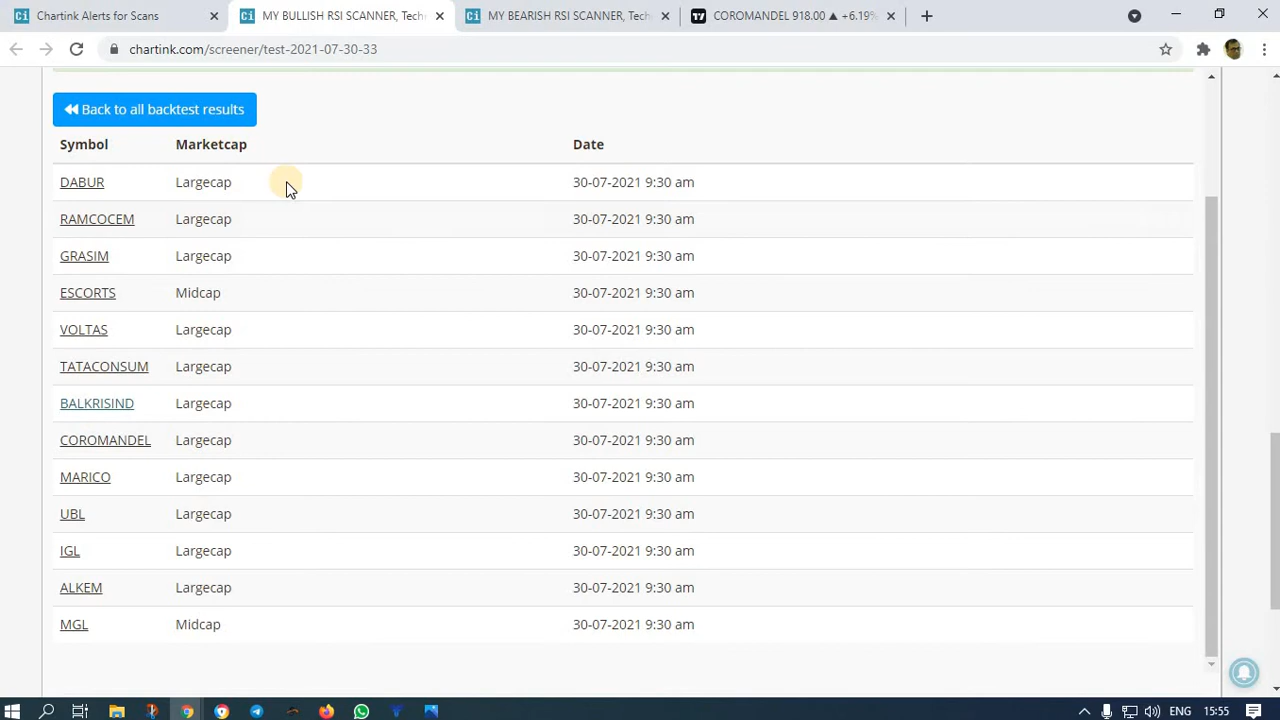 Chartink Alerts for Scans
MY BULLISH RSI SCANNER, Tech
MY BEARISH RSI SCANNER, Tech
COROMANDEL 918.00 ▲ +6.19%
chartink.com/screener/test-2021-07-30-33
Back to all backtest results
Symbol Marketcap Date
DABUR Largecap 30-07-2021 9:30 am
RAMCOCEM Largecap 30-07-2021 9:30 am
GRASIM Largecap 30-07-2021 9:30 am
ESCORTS Midcap 30-07-2021 9:30 am
VOLTAS Largecap 30-07-2021 9:30 am
TATACONSUM Largecap 30-07-2021 9:30 am
BALKRISIND Largecap 30-07-2021 9:30 am
COROMANDEL Largecap 30-07-2021 9:30 am
MARICO Largecap 30-07-2021 9:30 am
UBL Largecap 30-07-2021 9:30 am
IGL Largecap 30-07-2021 9:30 am
ALKEM Largecap 30-07-2021 9:30 am
MGL Midcap 30-07-2021 9:30 am
ENG 15:55